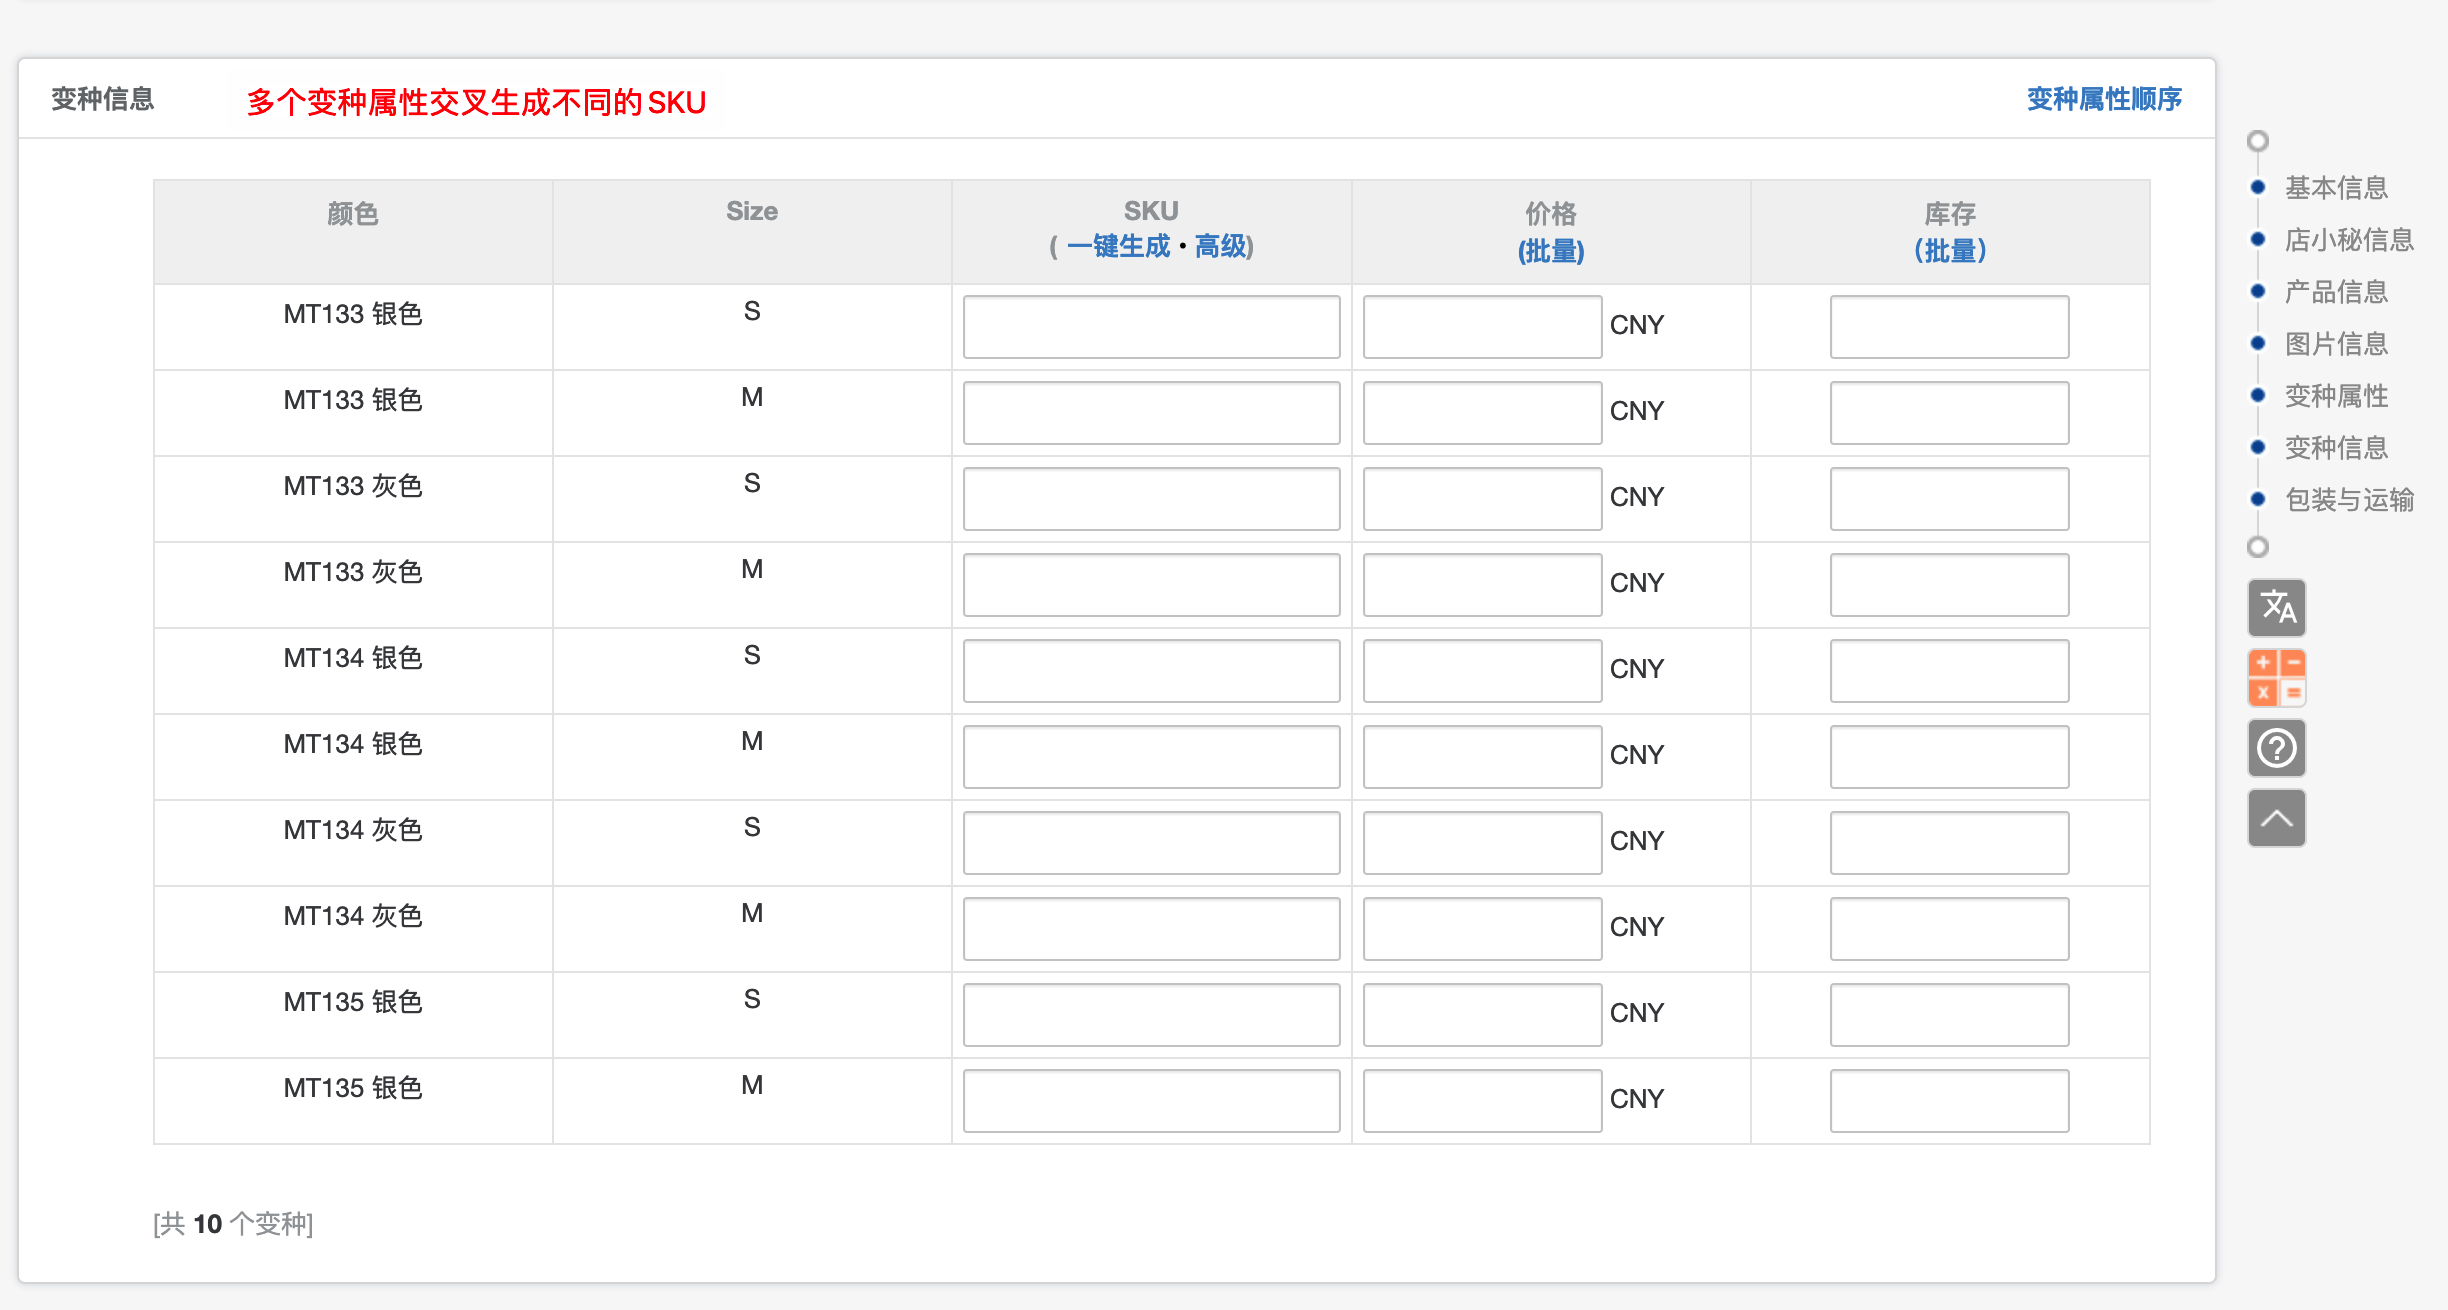 变种信息 多个变种属性交叉生成不同的SKU 变种属性顺序
颜色 Size SKU 价格 库存
( 一键生成 · 高级) (批量) (批量)
MT133 银色 S CNY
MT133 银色 M CNY
MT133 灰色 S CNY
MT133 灰色 M CNY
MT134 银色 S CNY
MT134 银色 M CNY
MT134 灰色 S CNY
MT134 灰色 M CNY
MT135 银色 S CNY
MT135 银色 M CNY
[共 10 个变种]
基本信息
店小秘信息
产品信息
图片信息
变种属性
变种信息
包装与运输